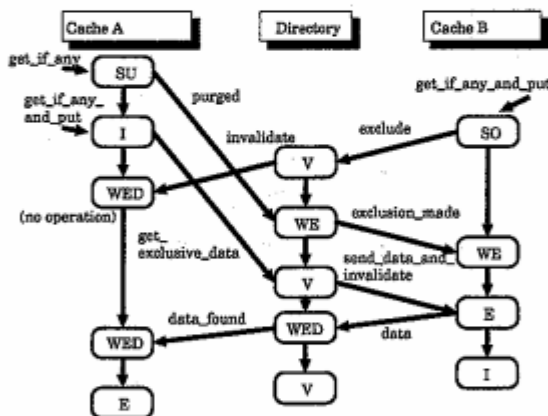 Cache A Directory Cache B
get_if_any
SU
purged
get_if_any_and_put
get_if_any_
and_put
I
invalidate
exclude
SO
V
WED
(no operation)
WE
exclusion_made
WE
get_
exclusive_data
send_data_and_
invalidate
V
E
data_found
WED
data
WED
I
E
V